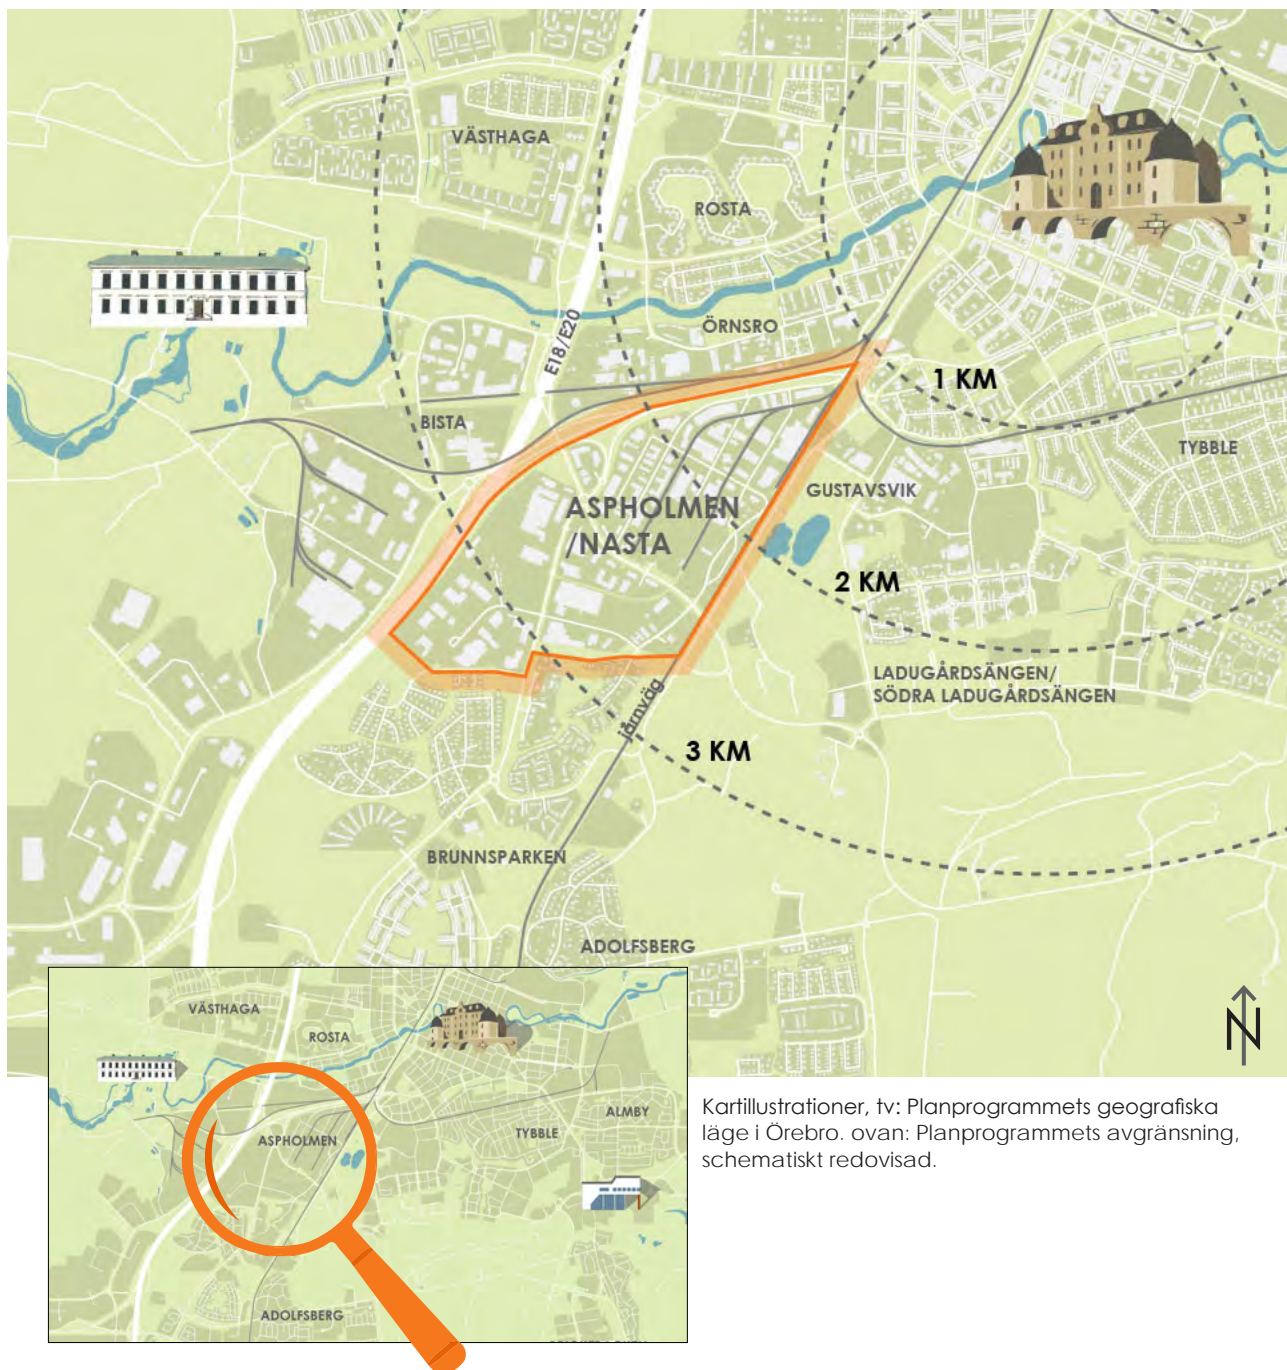 VÄSTHAGA
ROSTA
ÖRNSRO
E18/E20
1 KM
BISTA
TYBBLE
GUSTAVSVIK
ASPHOLMEN
/NASTA
2 KM
LADUGÅRDSÄNGEN/
SÖDRA LADUGÅRDSÄNGEN
järnväg
3 KM
BRUNNSPARKEN
ADOLFSBERG
N
VÄSTHAGA
ROSTA
ALMBY
TYBBLE
ASPHOLMEN
ADOLFSBERG
Kartillustrationer, tv: Planprogrammets geografiska
läge i Örebro. ovan: Planprogrammets avgränsning,
schematiskt redovisad.